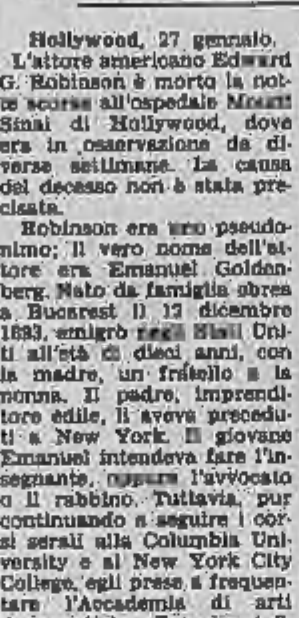 Hollywood, 27 gennaio.
L'attore americano Edward
G. Robinson è morto la not-
te scorsa all'ospedale Mount
Sinai di Hollywood, dove
era in osservazione da di-
verse settimane. La causa
del decesso non è stata pre-
cisata.
Robinson era uno pseudo-
nimo; il vero nome dell'at-
tore era Emanuel Golden-
berg. Nato da famiglia ebrea
a Bucarest il 12 dicembre
1893, emigrò negli Stati Uni-
ti all'età di dieci anni, con
la madre, un fratello e la
nonna. Il padre, imprendi-
tore edile, li aveva precedu-
ti a New York. Il giovane
Emanuel intendeva fare l'in-
segnante, oppure l'avvocato
o il rabbino. Tuttavia, pur
continuando a seguire i cor-
si serali alla Columbia Uni-
versity e al New York City
College, egli prese a frequen-
tare l'Accademia di arti